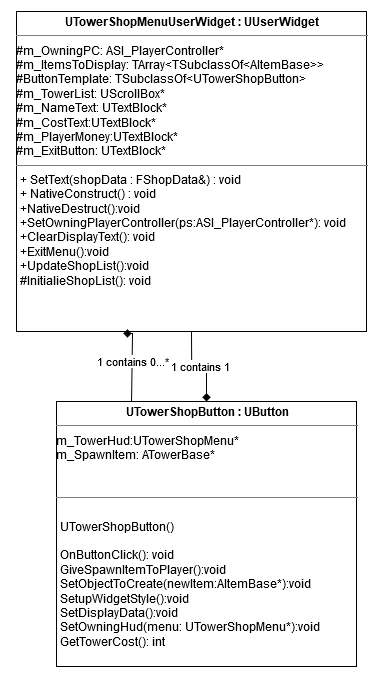 UTowerShopMenuUserWidget : UUserWidget
#m_OwningPC: ASI_PlayerController*
#m_ItemsToDisplay: TArray<TSubclassOf<AItemBase>>
#ButtonTemplate: TSubclassOf<UTowerShopButton>
#m_TowerList: UScrollBox*
#m_NameText: UTextBlock*
#m_CostText:UTextBlock*
#m_PlayerMoney:UTextBlock*
#m_ExitButton: UTextBlock*
+ SetText(shopData : FShopData&) : void
+ NativeConstruct() : void
+NativeDestruct():void
+SetOwningPlayerController(ps:ASI_PlayerController*): void
+ClearDisplayText(): void
+ExitMenu():void
+UpdateShopList():void
#InitialieShopList(): void
1 contains 0...*
1 contains 1
UTowerShopButton : UButton
m_TowerHud:UTowerShopMenu*
m_SpawnItem: ATowerBase*
UTowerShopButton()
OnButtonClick(): void
GiveSpawnItemToPlayer():void
SetObjectToCreate(newItem:AItemBase*):void
SetupWidgetStyle():void
SetDisplayData():void
SetOwningHud(menu: UTowerShopMenu*):void
GetTowerCost(): int